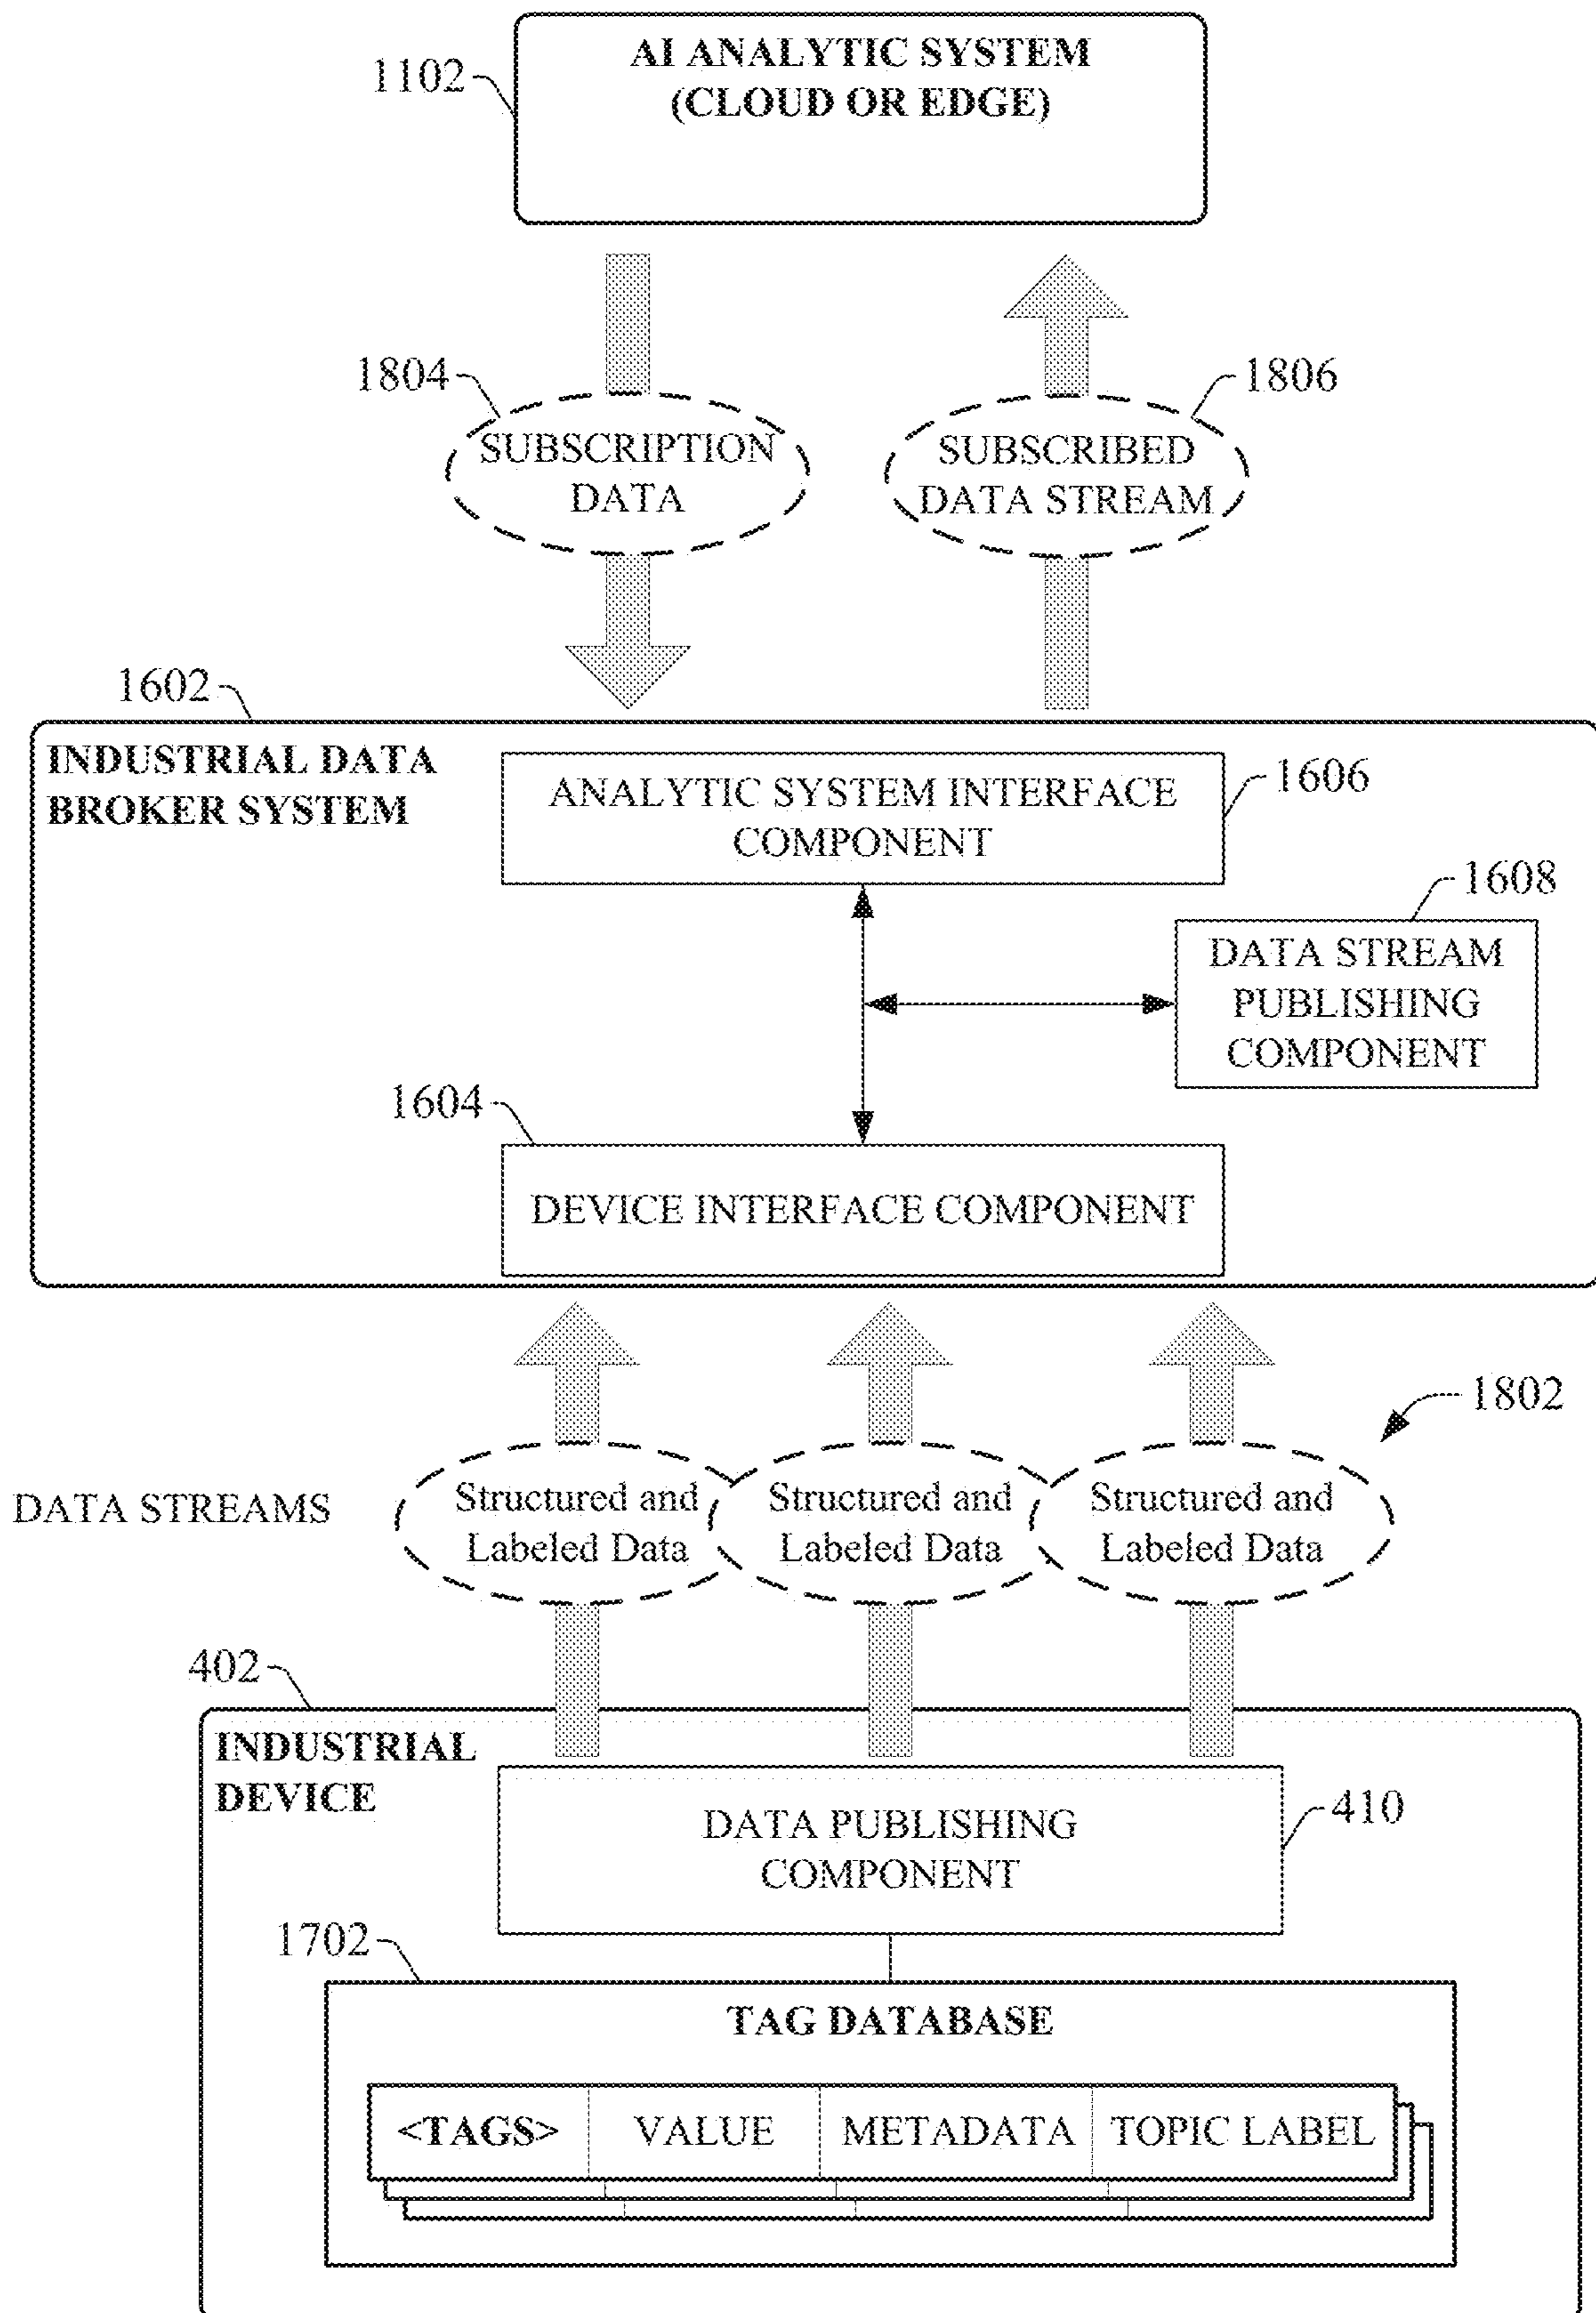 AI ANALYTIC SYSTEM
(CLOUD OR EDGE)
1102
1804
1806
SUBSCRIPTION
DATA
SUBSCRIBED
DATA STREAM
1602
INDUSTRIAL DATA
BROKER SYSTEM
ANALYTIC SYSTEM INTERFACE
COMPONENT
1606
1608
DATA STREAM
PUBLISHING
COMPONENT
1604
DEVICE INTERFACE COMPONENT
1802
DATA STREAMS
Structured and
Labeled Data
Structured and
Labeled Data
Structured and
Labeled Data
402
INDUSTRIAL
DEVICE
DATA PUBLISHING
COMPONENT
410
1702
TAG DATABASE
<TAGS> VALUE METADATA TOPIC LABEL